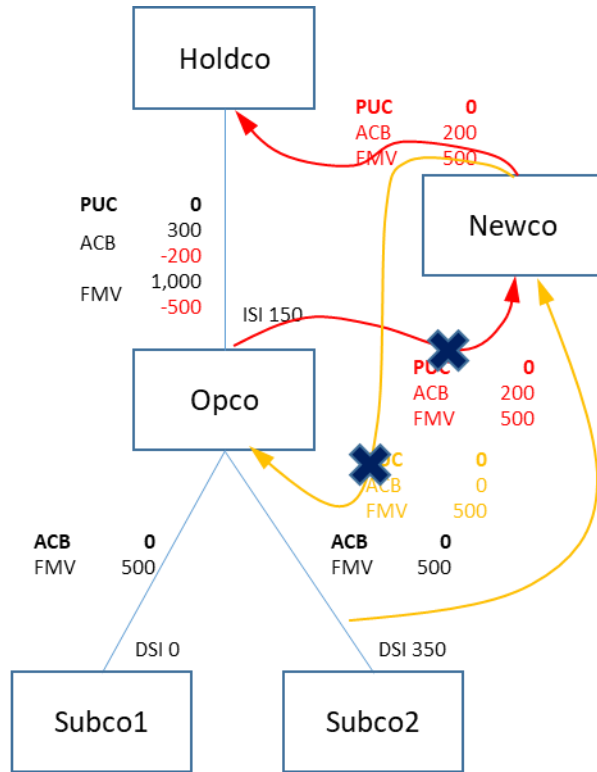 Holdco
PUC 0
ACB 200
FMV 500
Newco
PUC 0
ACB 300
-200
FMV 1,000
-500
ISI 150
Opco
PUC 0
ACB 200
FMV 500
PUC 0
ACB 0
FMV 500
ACB 0
FMV 500
ACB 0
FMV 500
DSI 0
DSI 350
Subco1
Subco2